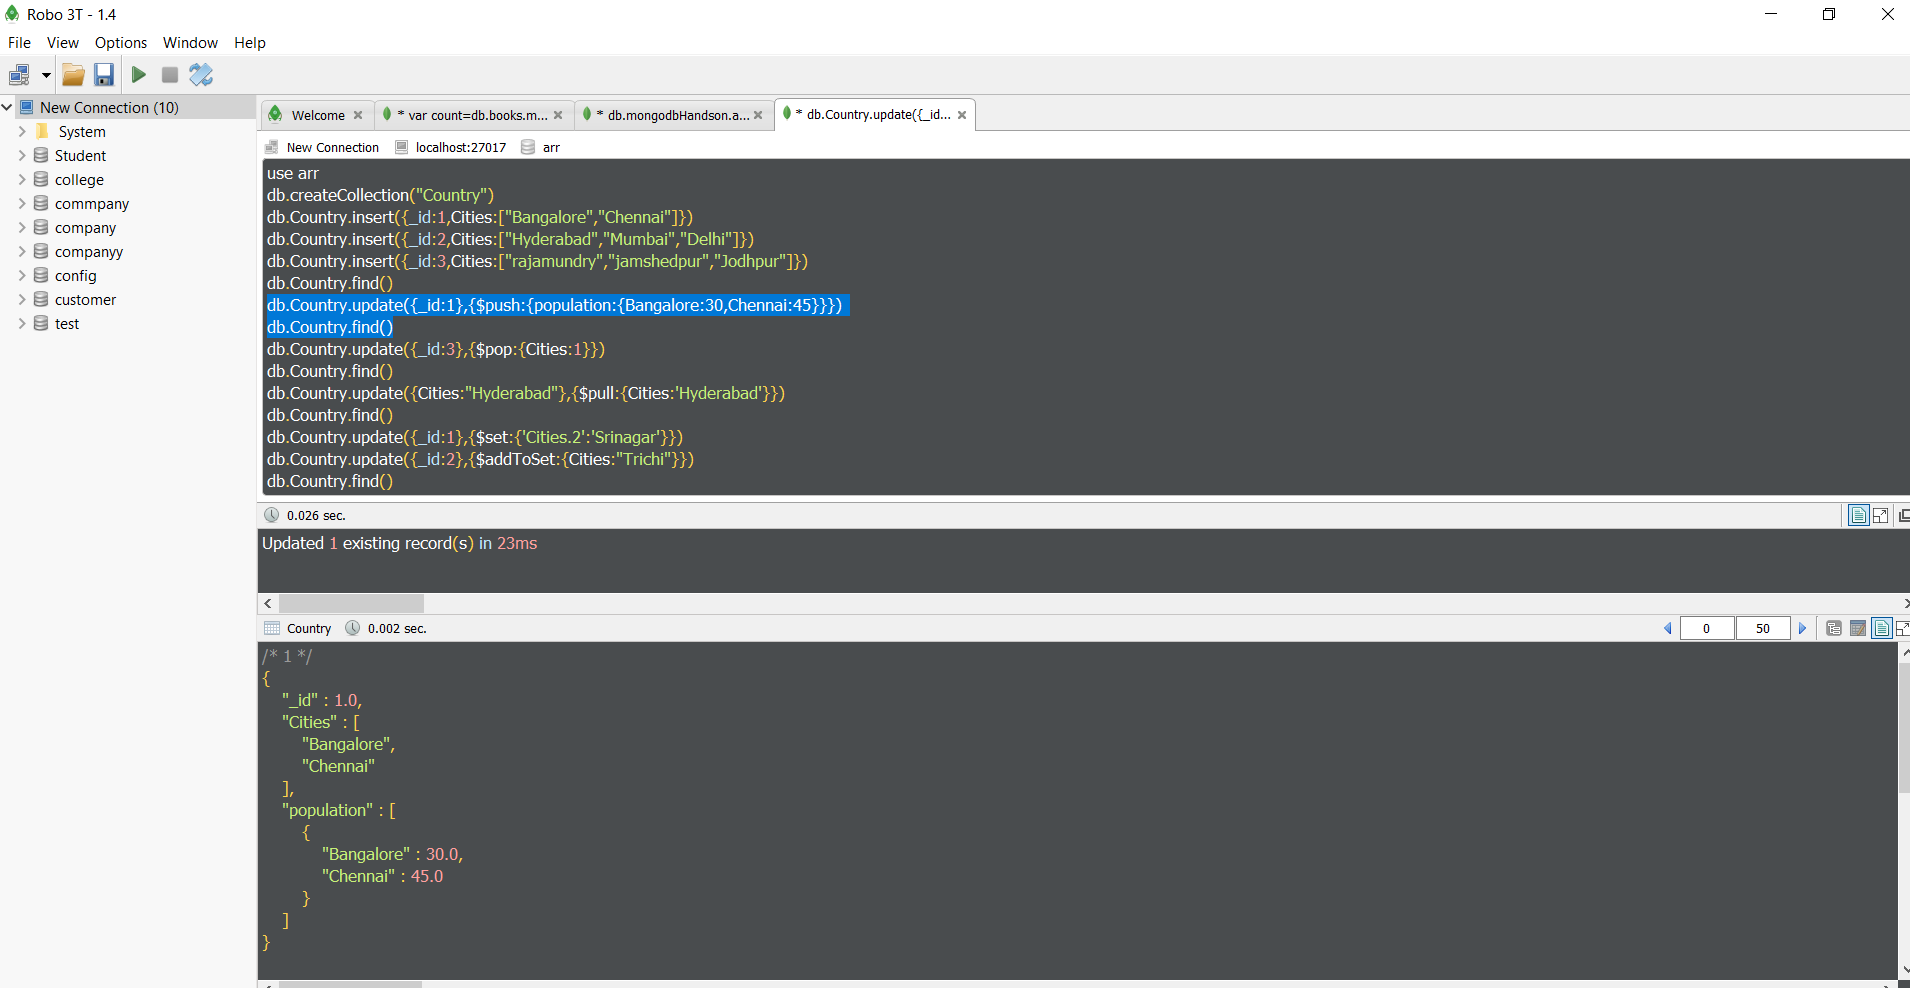 Robo 3T - 1.4
File View Options Window Help
New Connection (10)
System
Student
college
commpany
company
companyy
config
customer
test
Welcome * var count=db.books.m... * db.mongodbHandson.a... * db.Country.update({_id...
New Connection localhost:27017 arr
use arr
db.createCollection("Country")
db.Country.insert({_id:1,Cities:["Bangalore","Chennai"]})
db.Country.insert({_id:2,Cities:["Hyderabad","Mumbai","Delhi"]})
db.Country.insert({_id:3,Cities:["rajamundry","jamshedpur","Jodhpur"]})
db.Country.find()
db.Country.update({_id:1},{$push:{population:{Bangalore:30,Chennai:45}}})
db.Country.find()
db.Country.update({_id:3},{$pop:{Cities:1}})
db.Country.find()
db.Country.update({Cities:"Hyderabad"},{$pull:{Cities:'Hyderabad'}})
db.Country.find()
db.Country.update({_id:1},{$set:{'Cities.2':'Srinagar'}})
db.Country.update({_id:2},{$addToSet:{Cities:"Trichi"}})
db.Country.find()
0.026 sec.
Updated 1 existing record(s) in 23ms
Country 0.002 sec. 0 50
/* 1 */
{
"_id" : 1.0,
"Cities" : [
"Bangalore",
"Chennai"
],
"population" : [
{
"Bangalore" : 30.0,
"Chennai" : 45.0
}
]
}